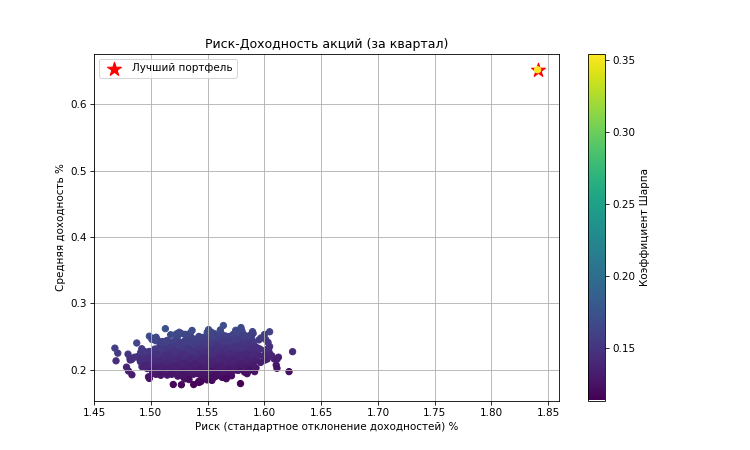 Риск-Доходность акций (за квартал)
Лучший портфель
Средняя доходность %
0.6
0.5
0.4
0.3
0.2
1.45 1.50 1.55 1.60 1.65 1.70 1.75 1.80 1.85
Риск (стандартное отклонение доходностей) %
0.35
0.30
0.25
0.20
0.15
Коэффициент Шарпа